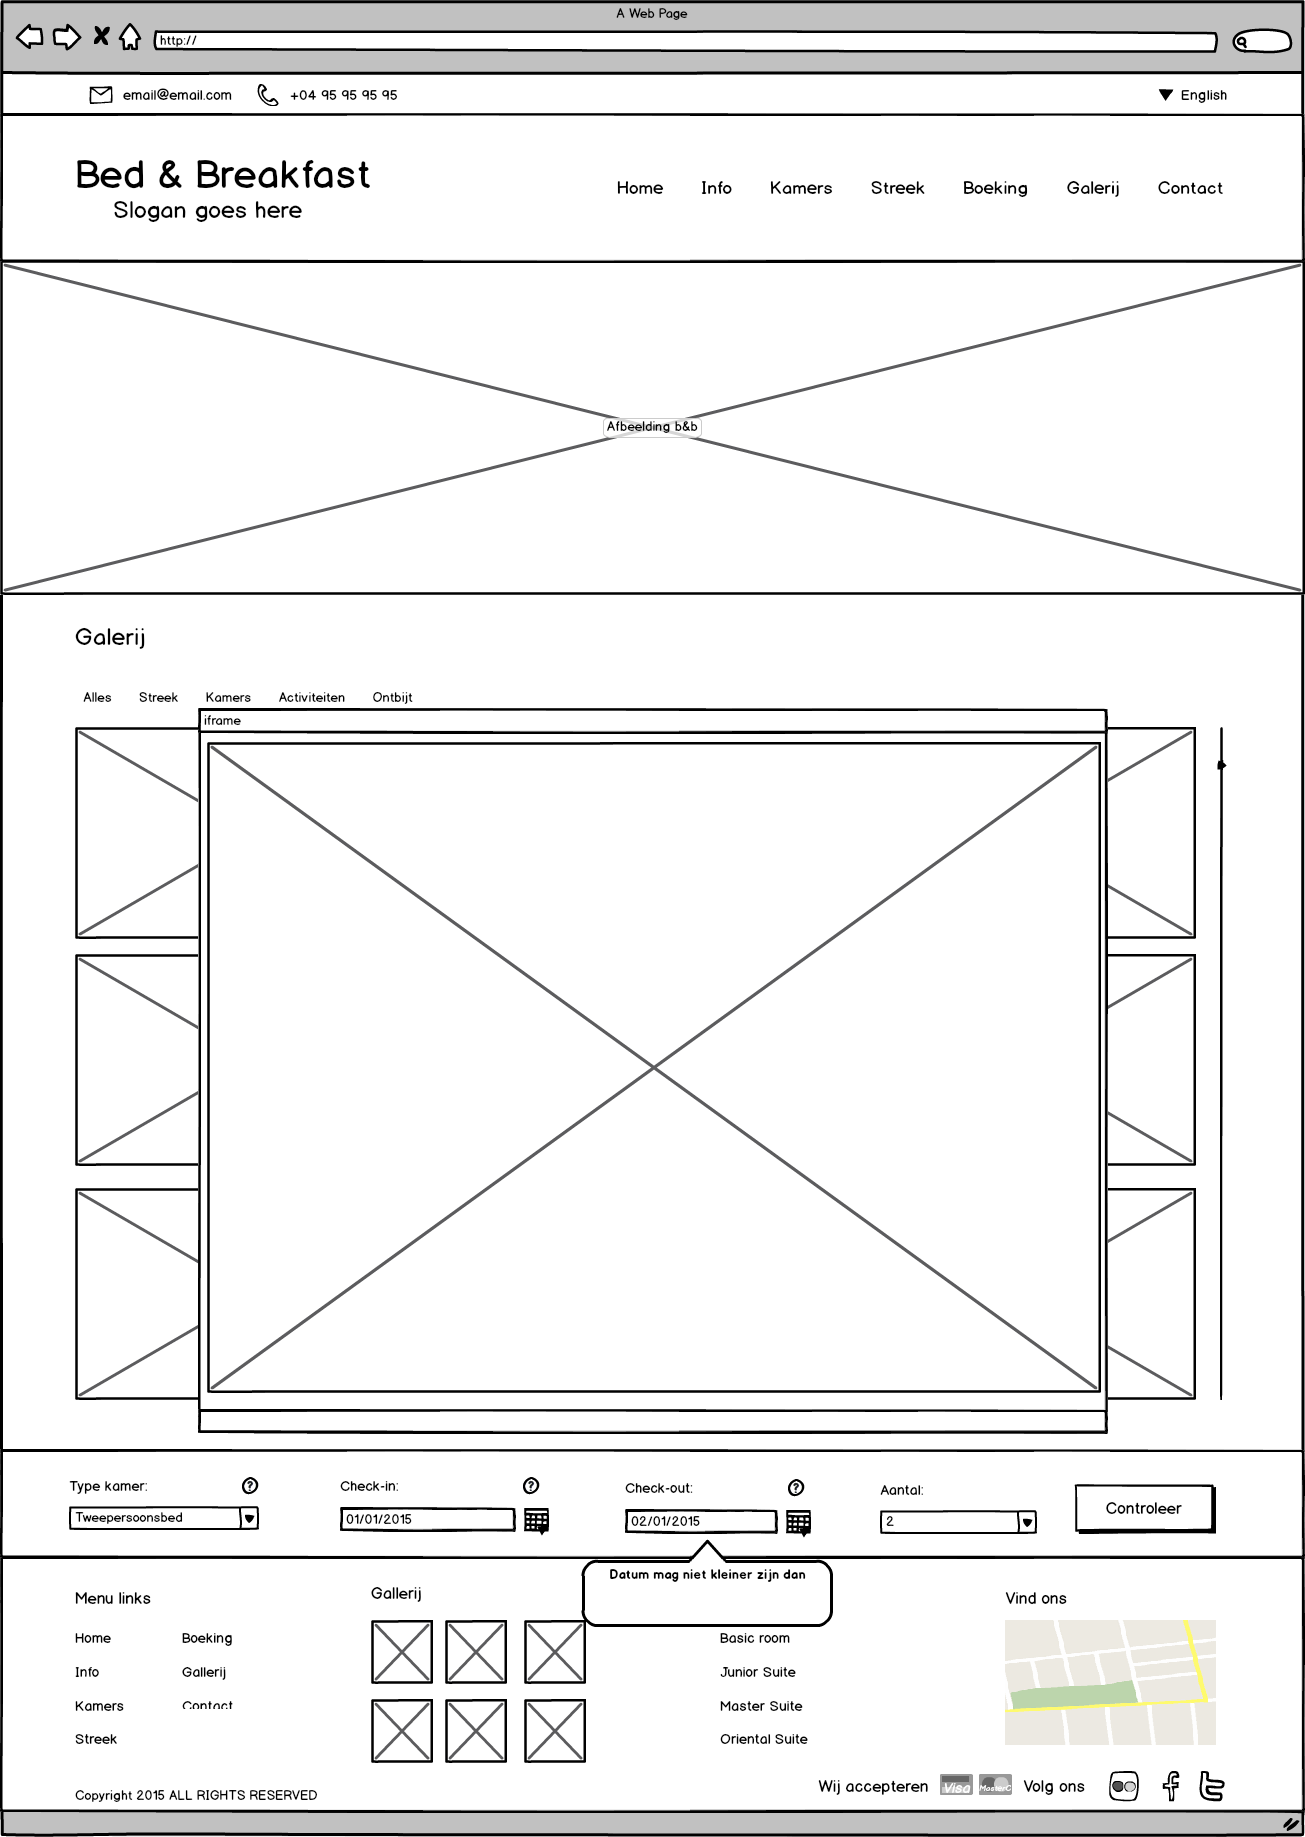 A Web Page
http://
email@email.com +04 95 95 95 95 English
Bed & Breakfast
Slogan goes here
Home Info Kamers Streek Boeking Galerij Contact
Afbeelding b&b
Galerij
Alles Streek Kamers Activiteiten Ontbijt
iframe
Type kamer: ? Check-in: ? Check-out: ? Aantal:
Tweepersoonsbed 01/01/2015 02/01/2015 2 Controleer
Datum mag niet kleiner zijn dan
Menu links Gallerij Vind ons
Home Boeking Basic room
Info Gallerij Junior Suite
Kamers Contact Master Suite
Streek Oriental Suite
Wij accepteren Visa MasterC Volg ons
Copyright 2015 ALL RIGHTS RESERVED